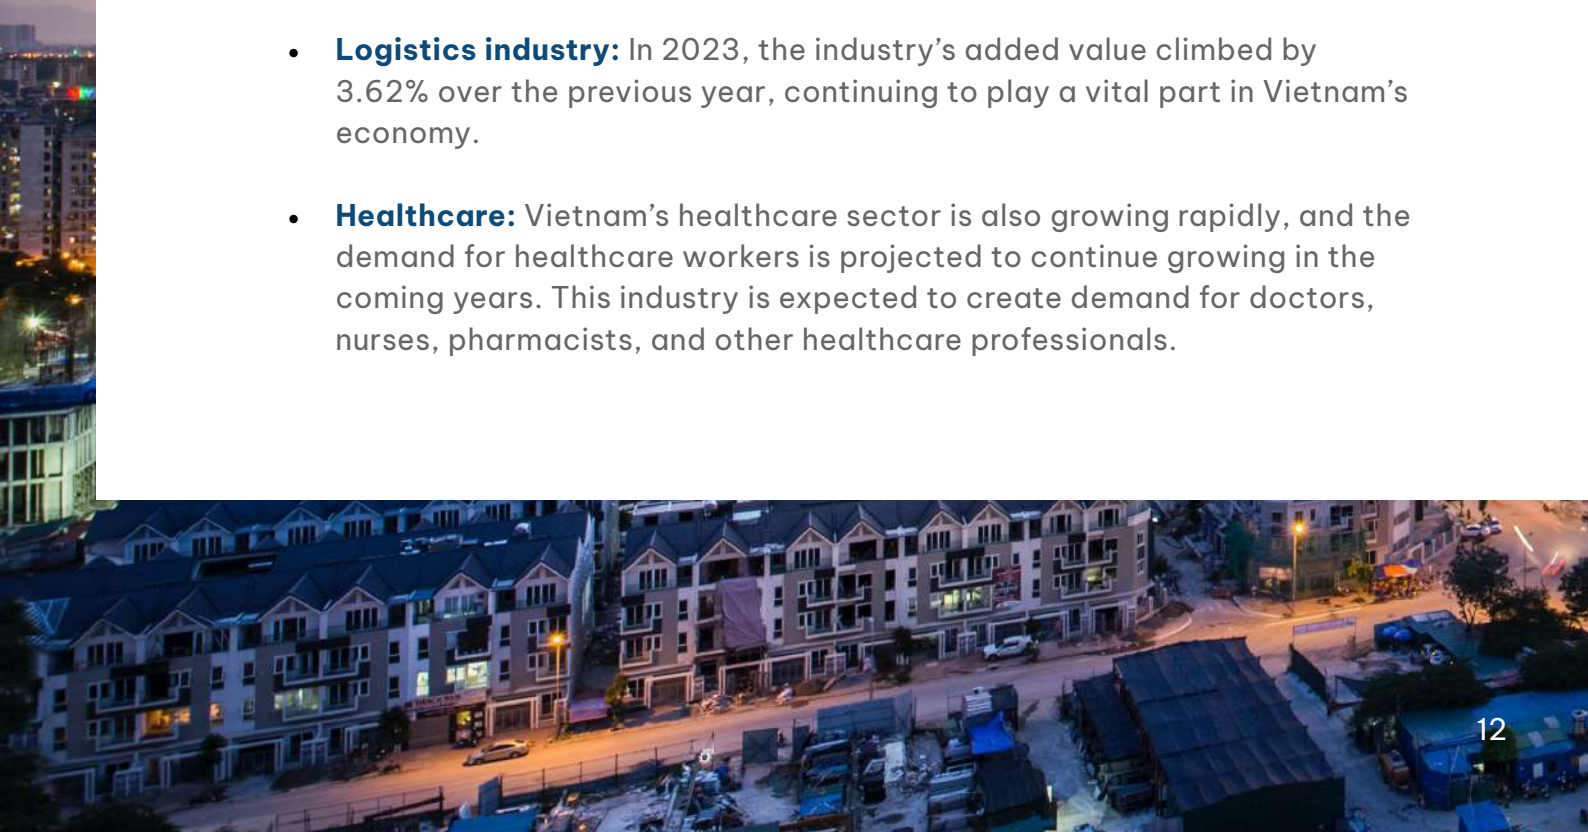 • Logistics industry: In 2023, the industry’s added value climbed by
3.62% over the previous year, continuing to play a vital part in Vietnam’s
economy.
• Healthcare: Vietnam’s healthcare sector is also growing rapidly, and the
demand for healthcare workers is projected to continue growing in the
coming years. This industry is expected to create demand for doctors,
nurses, pharmacists, and other healthcare professionals.
12